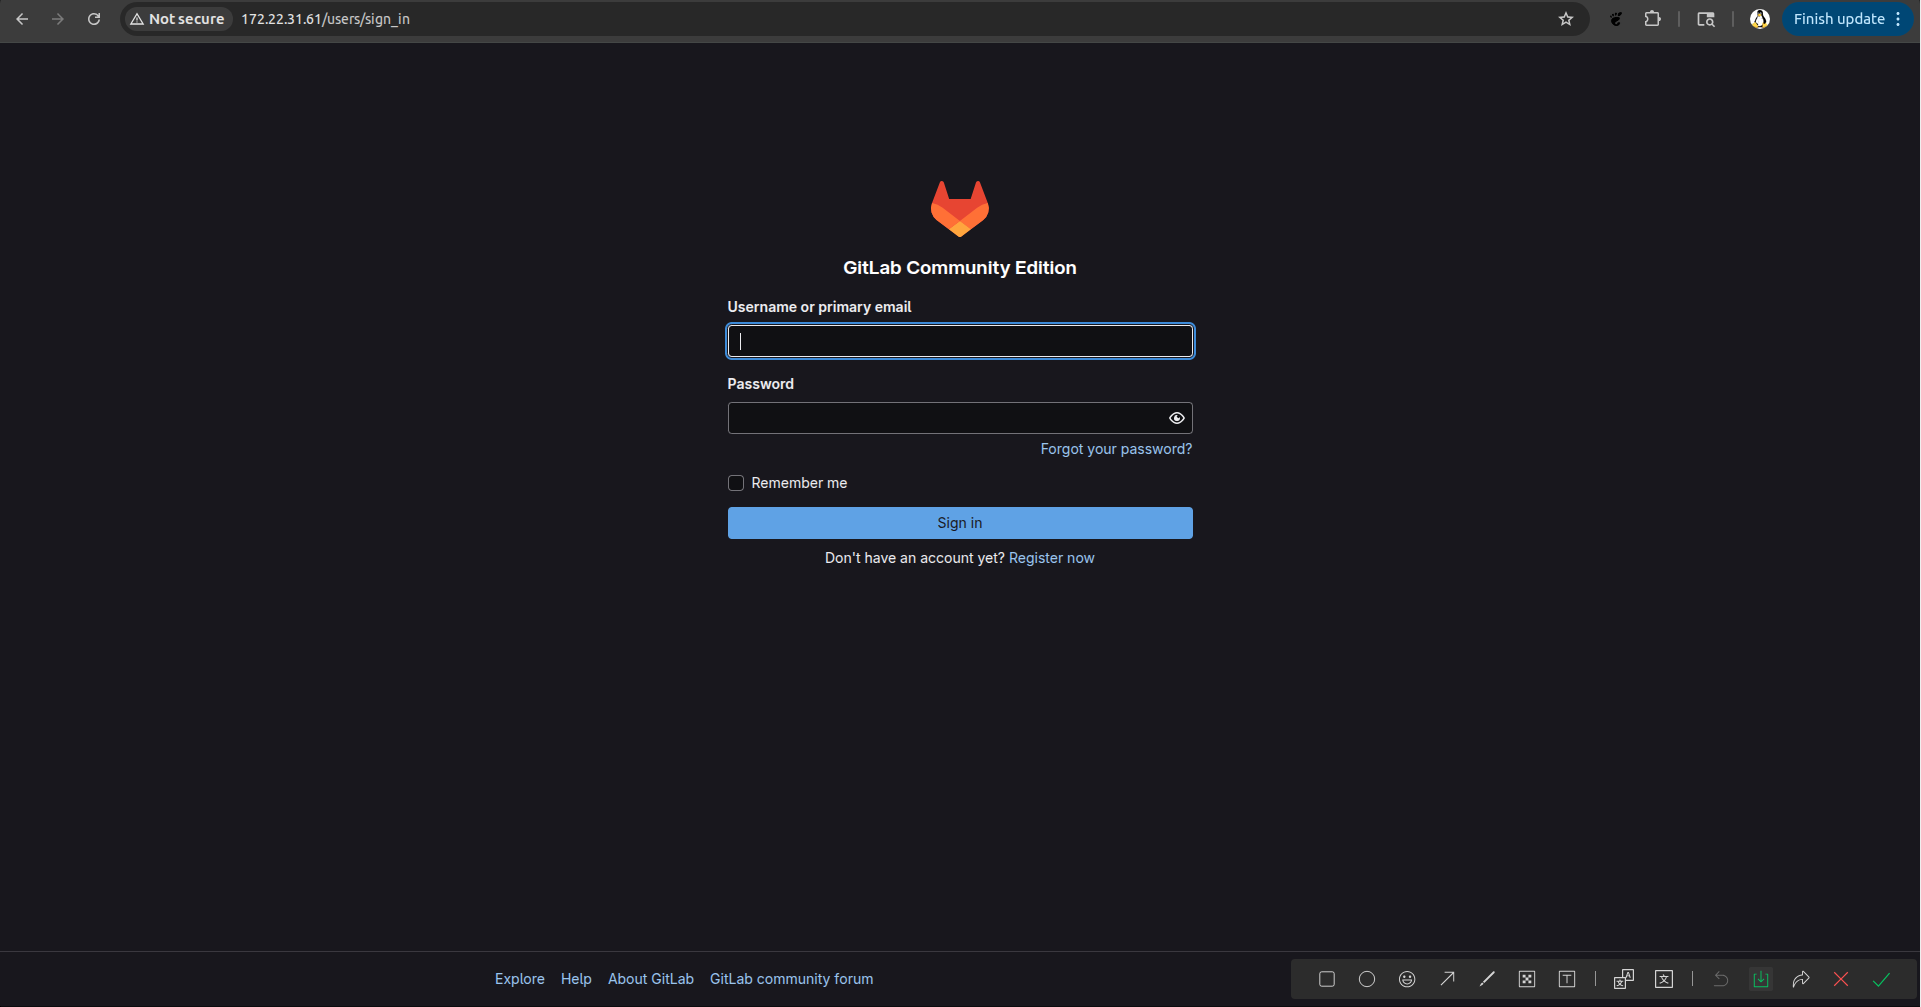 Not secure 172.22.31.61/users/sign_in Finish update
GitLab Community Edition
Username or primary email
Password
Forgot your password?
Remember me
Sign in
Don't have an account yet? Register now
Explore Help About GitLab GitLab community forum